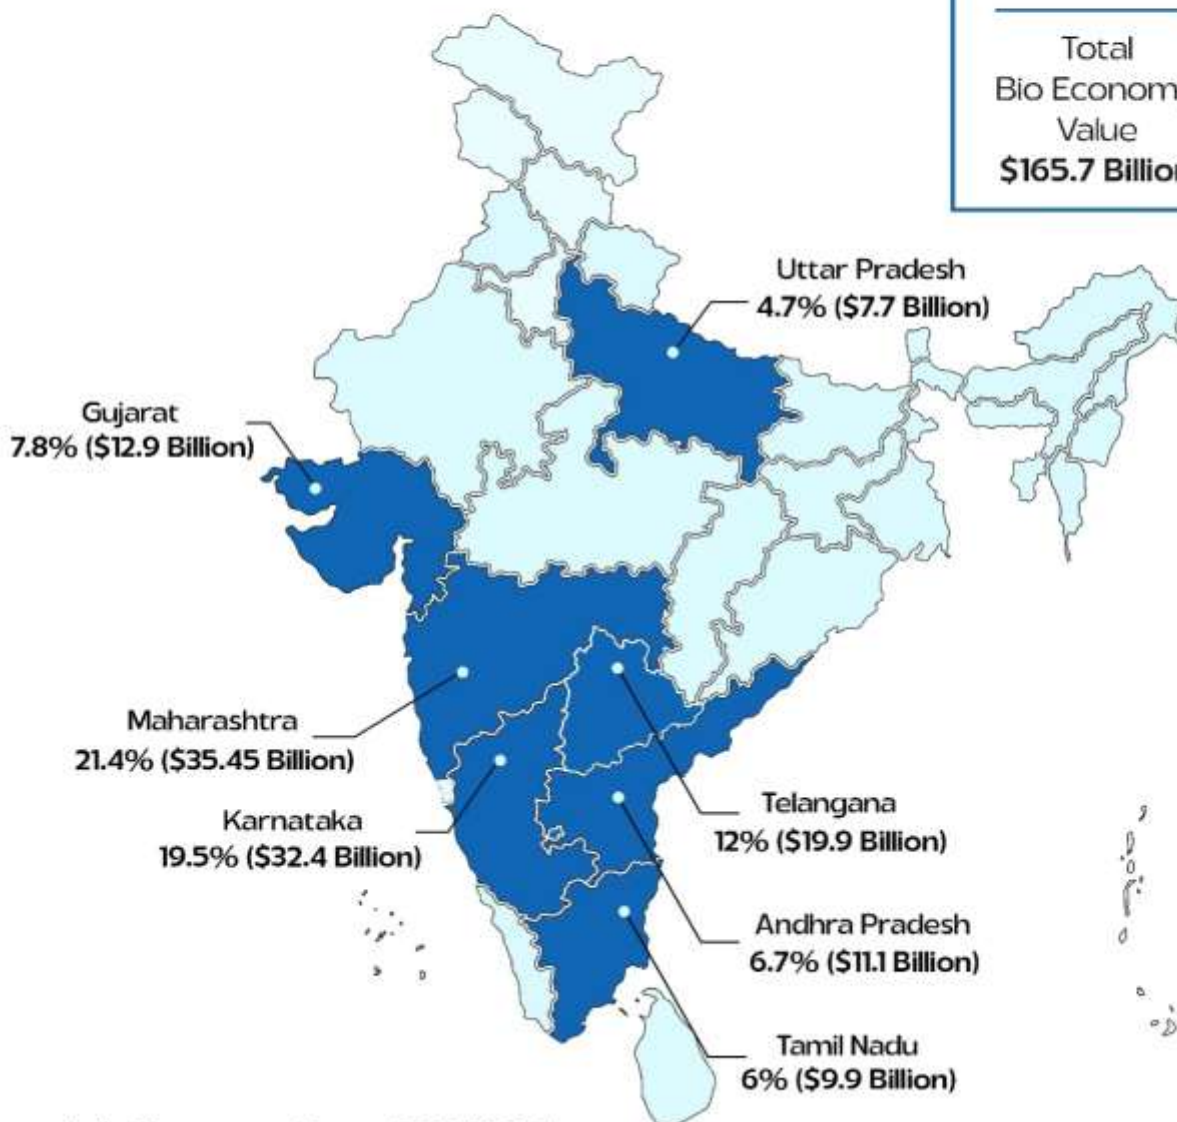 Total
Bio Econom
Value
$165.7 Billion
Uttar Pradesh
4.7% ($7.7 Billion)
Gujarat
7.8% ($12.9 Billion)
Maharashtra
21.4% ($35.45 Billion)
Karnataka
19.5% ($32.4 Billion)
Telangana
12% ($19.9 Billion)
Andhra Pradesh
6.7% ($11.1 Billion)
Tamil Nadu
6% ($9.9 Billion)